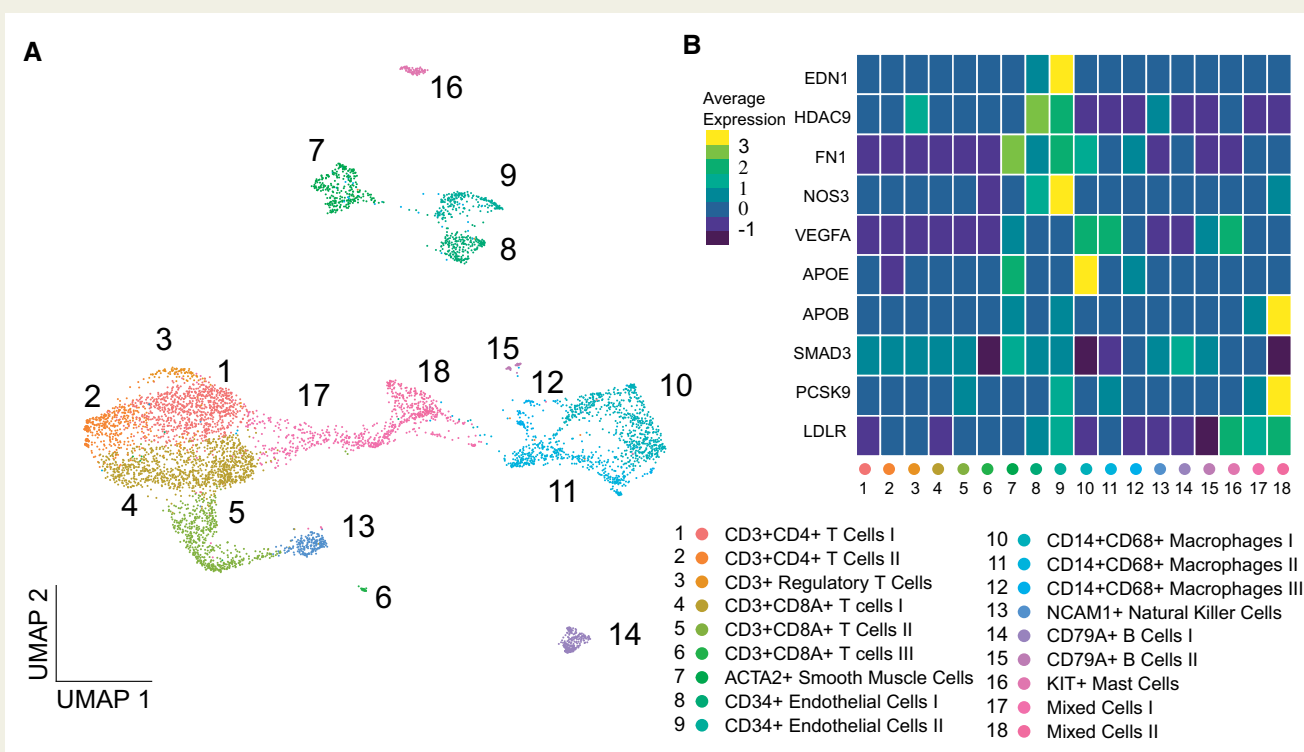 A
16
7
9
8
3
1
2
17
18
15
12
10
4
5
11
13
6
14
UMAP 2
UMAP 1
B
Average
Expression
3
2
1
0
-1
EDN1
HDAC9
FN1
NOS3
VEGFA
APOE
APOB
SMAD3
PCSK9
LDLR
1 2 3 4 5 6 7 8 9 10 11 12 13 14 15 16 17 18
1 CD3+CD4+ T Cells I
2 CD3+CD4+ T Cells II
3 CD3+ Regulatory T Cells
4 CD3+CD8A+ T cells I
5 CD3+CD8A+ T Cells II
6 CD3+CD8A+ T cells III
7 ACTA2+ Smooth Muscle Cells
8 CD34+ Endothelial Cells I
9 CD34+ Endothelial Cells II
10 CD14+CD68+ Macrophages I
11 CD14+CD68+ Macrophages II
12 CD14+CD68+ Macrophages III
13 NCAM1+ Natural Killer Cells
14 CD79A+ B Cells I
15 CD79A+ B Cells II
16 KIT+ Mast Cells
17 Mixed Cells I
18 Mixed Cells II